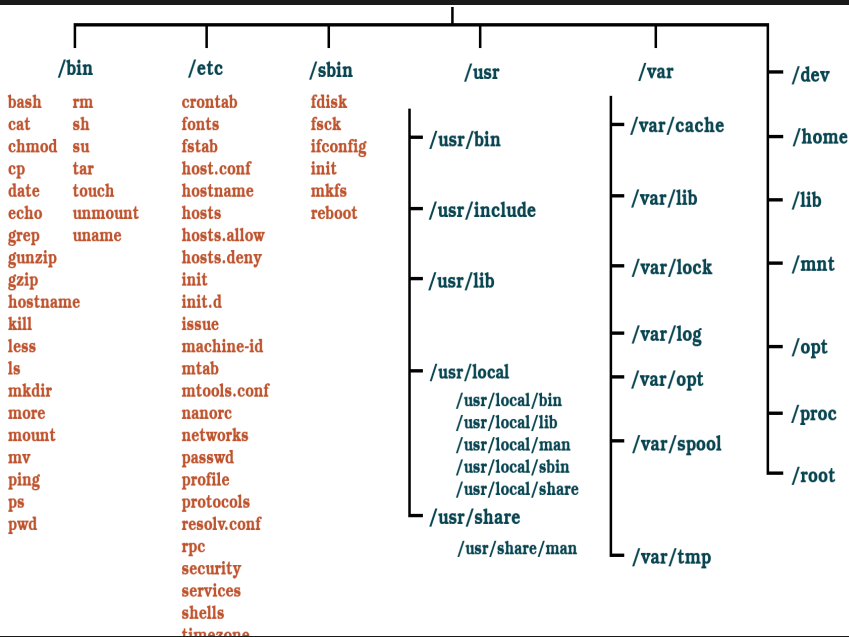 /bin
bash
cat
chmod
cp
date
echo
grep
gunzip
gzip
hostname
kill
less
ls
mkdir
more
mount
mv
ping
ps
pwd
rm
sh
su
tar
touch
unmount
uname
/etc
crontab
fonts
fstab
host.conf
hostname
hosts
hosts.allow
hosts.deny
init
init.d
issue
machine-id
mtab
mtools.conf
nanorc
networks
passwd
profile
protocols
resolv.conf
rpc
security
services
shells
timezone
/sbin
fdisk
fsck
ifconfig
init
mkfs
reboot
/usr
/usr/bin
/usr/include
/usr/lib
/usr/local
/usr/local/bin
/usr/local/lib
/usr/local/man
/usr/local/sbin
/usr/local/share
/usr/share
/usr/share/man
/var
/var/cache
/var/lib
/var/lock
/var/log
/var/opt
/var/spool
/var/tmp
/dev
/home
/lib
/mnt
/opt
/proc
/root